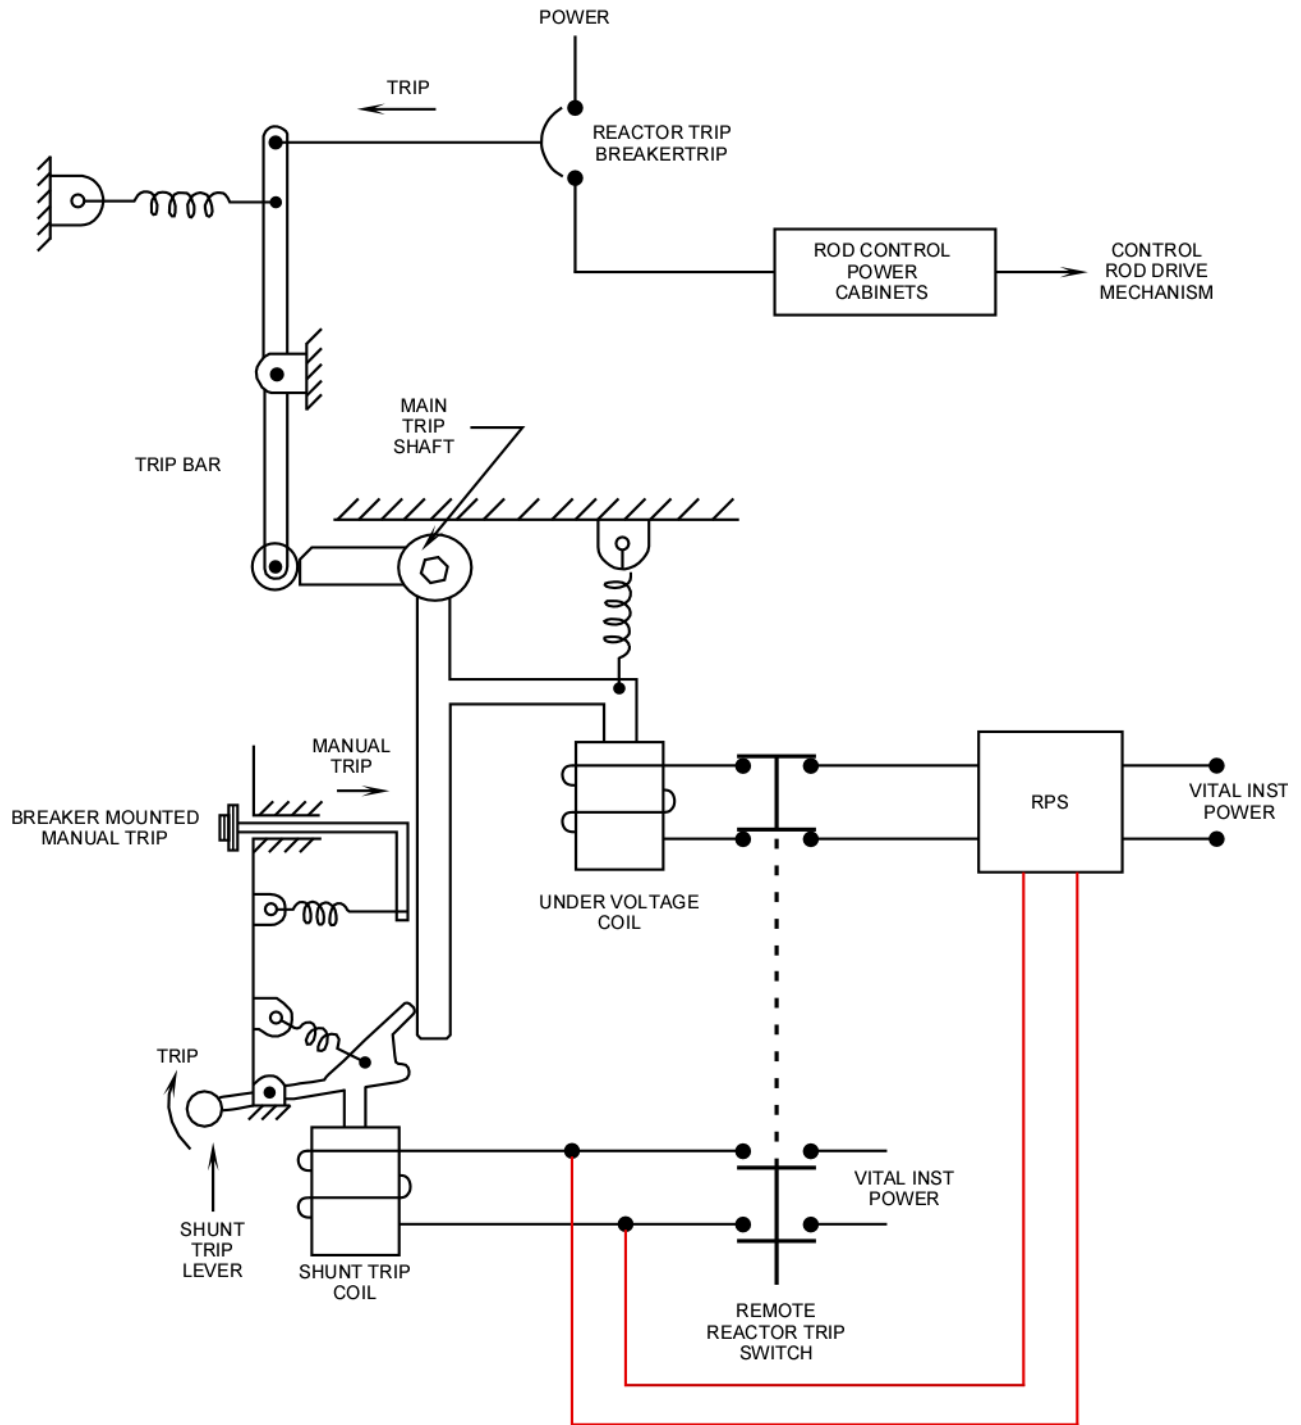 POWER
TRIP
REACTOR TRIP
BREAKERTRIP
ROD CONTROL
POWER
CABINETS
CONTROL
ROD DRIVE
MECHANISM
MAIN
TRIP
SHAFT
TRIP BAR
MANUAL
TRIP
BREAKER MOUNTED
MANUAL TRIP
RPS
VITAL INST
POWER
UNDER VOLTAGE
COIL
TRIP
VITAL INST
POWER
SHUNT
TRIP
LEVER
SHUNT TRIP
COIL
REMOTE
REACTOR TRIP
SWITCH